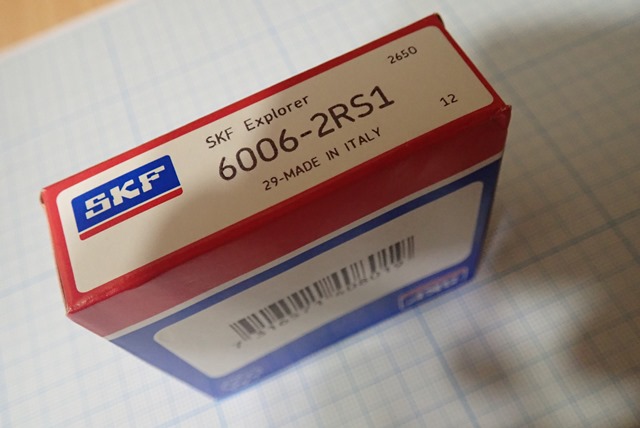 2650
SKF Explorer
6006-2RS1
12
29-MADE IN ITALY
SKF